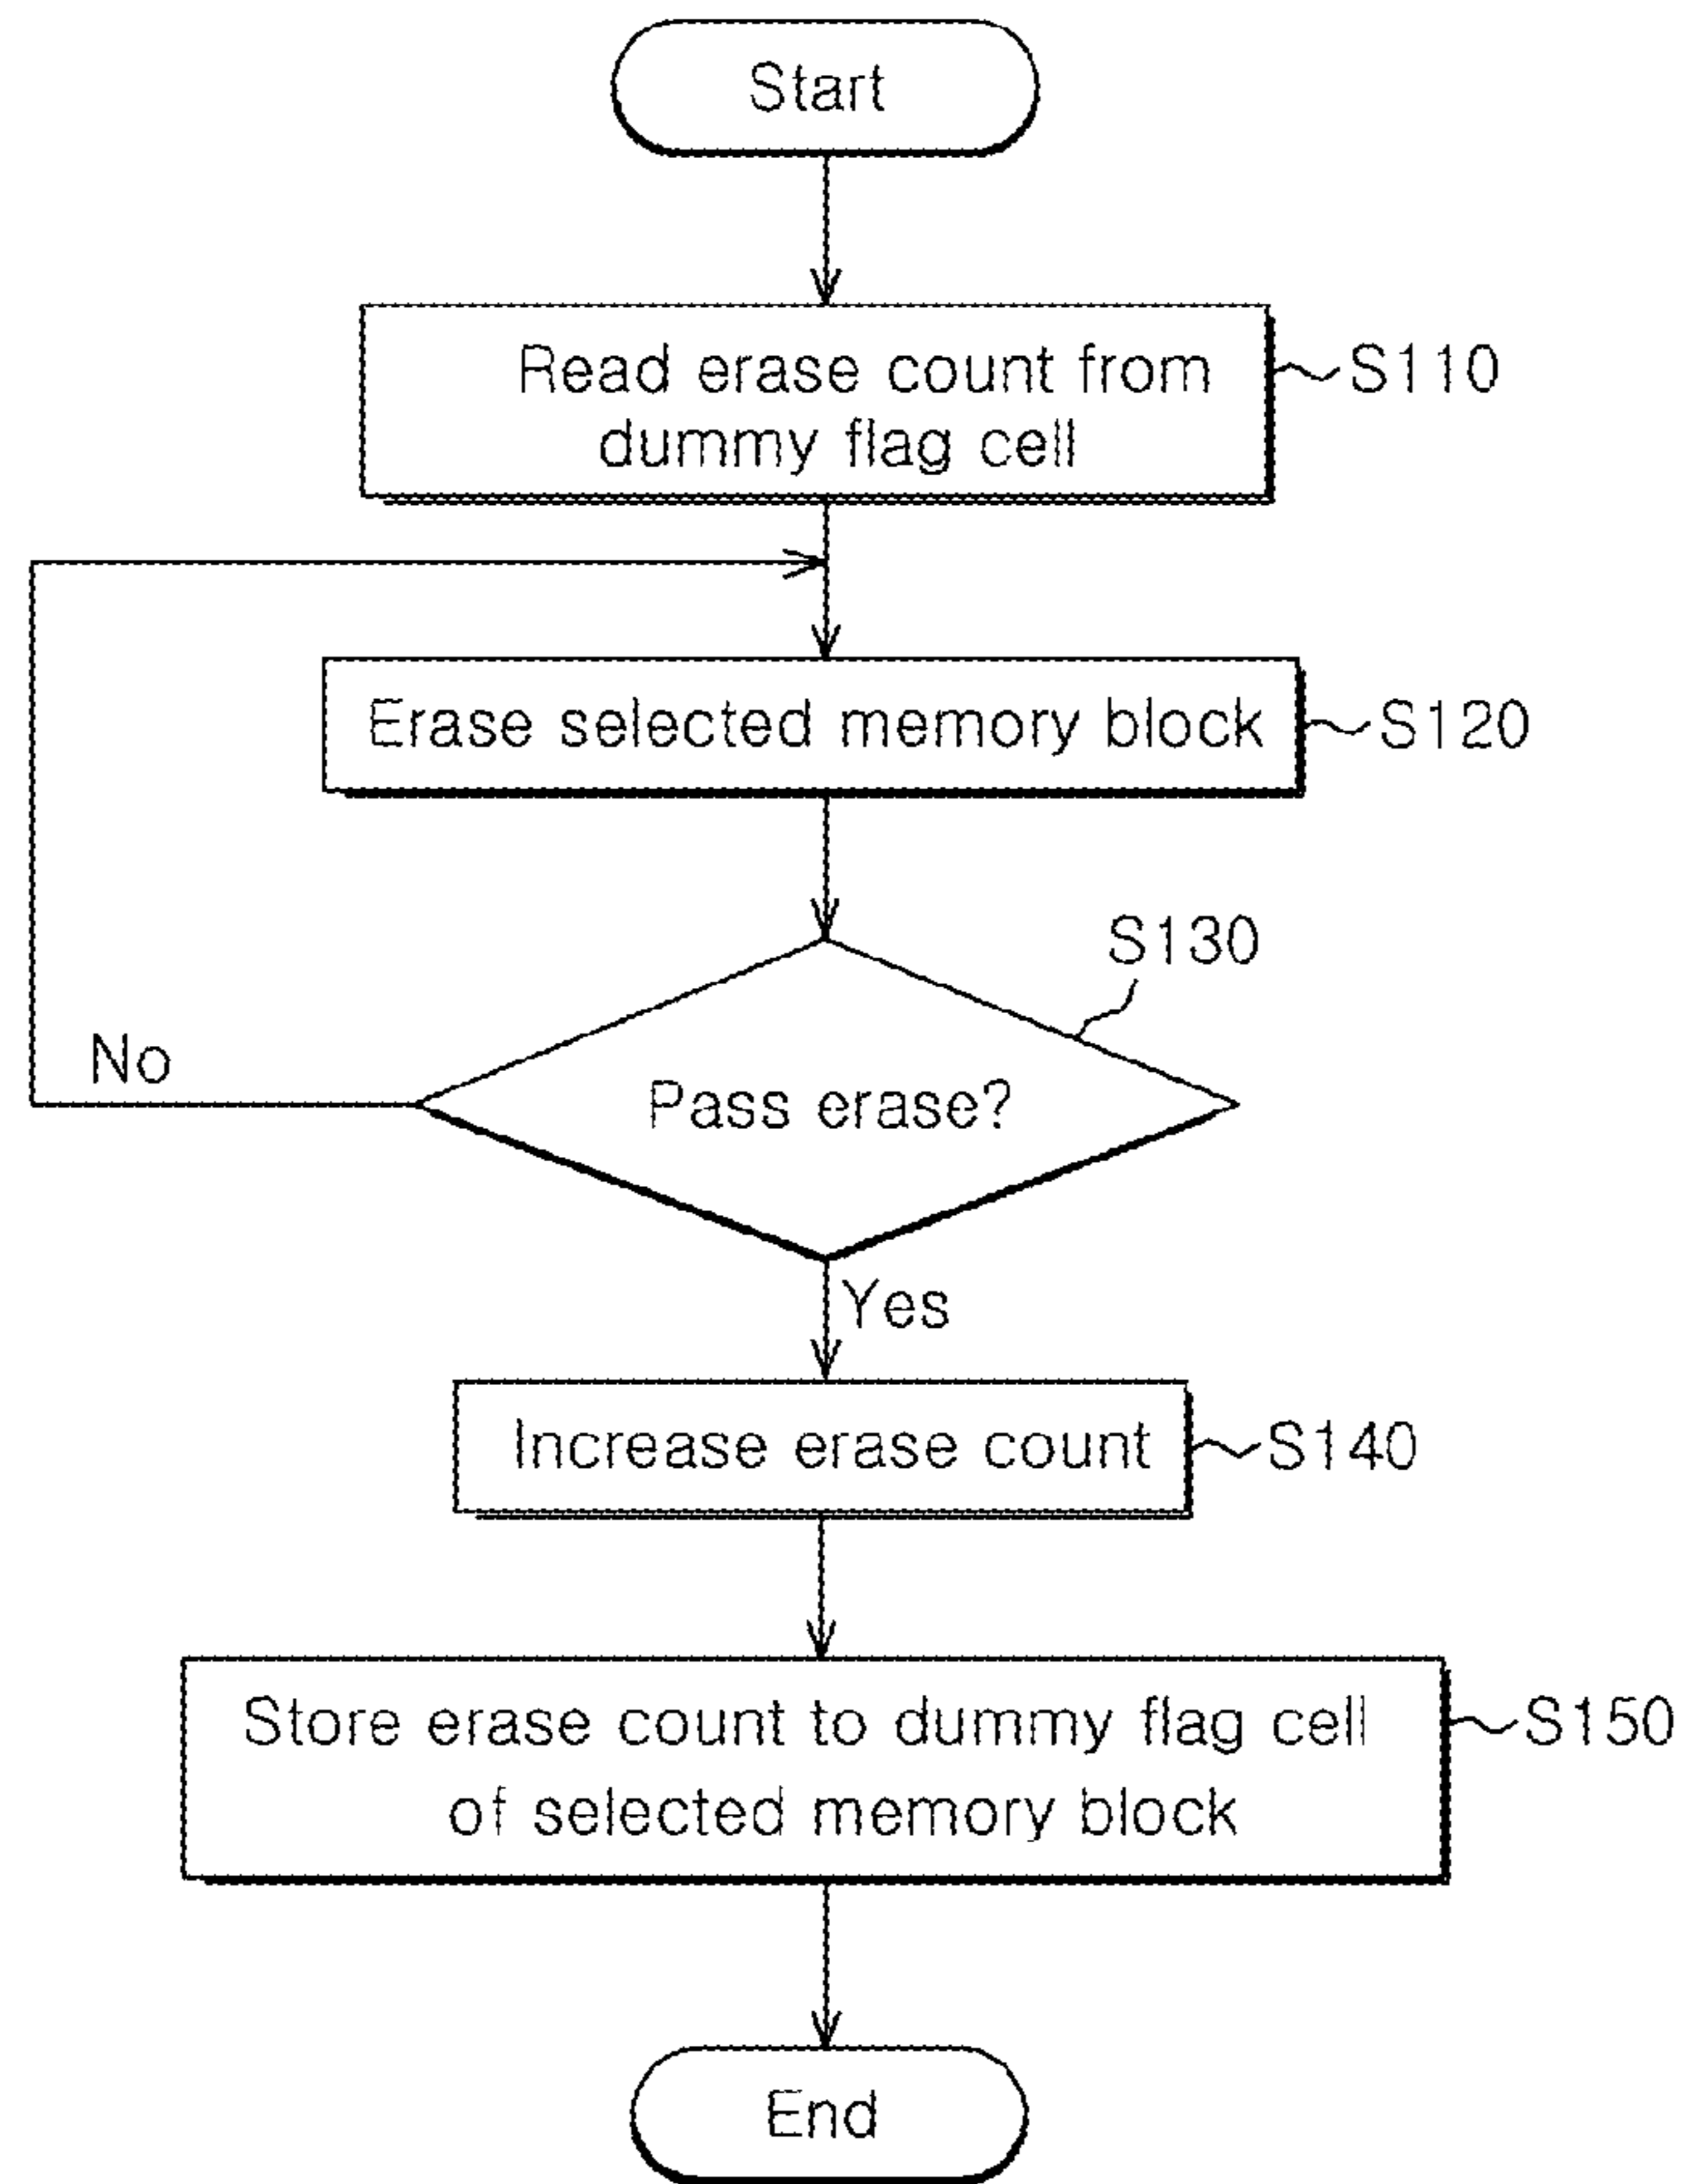 Start
Read erase count from
dummy flag cell
S110
Erase selected memory block
S120
S130
Pass erase?
No
Yes
Increase erase count
S140
Store erase count to dummy flag cell
of selected memory block
S150
End